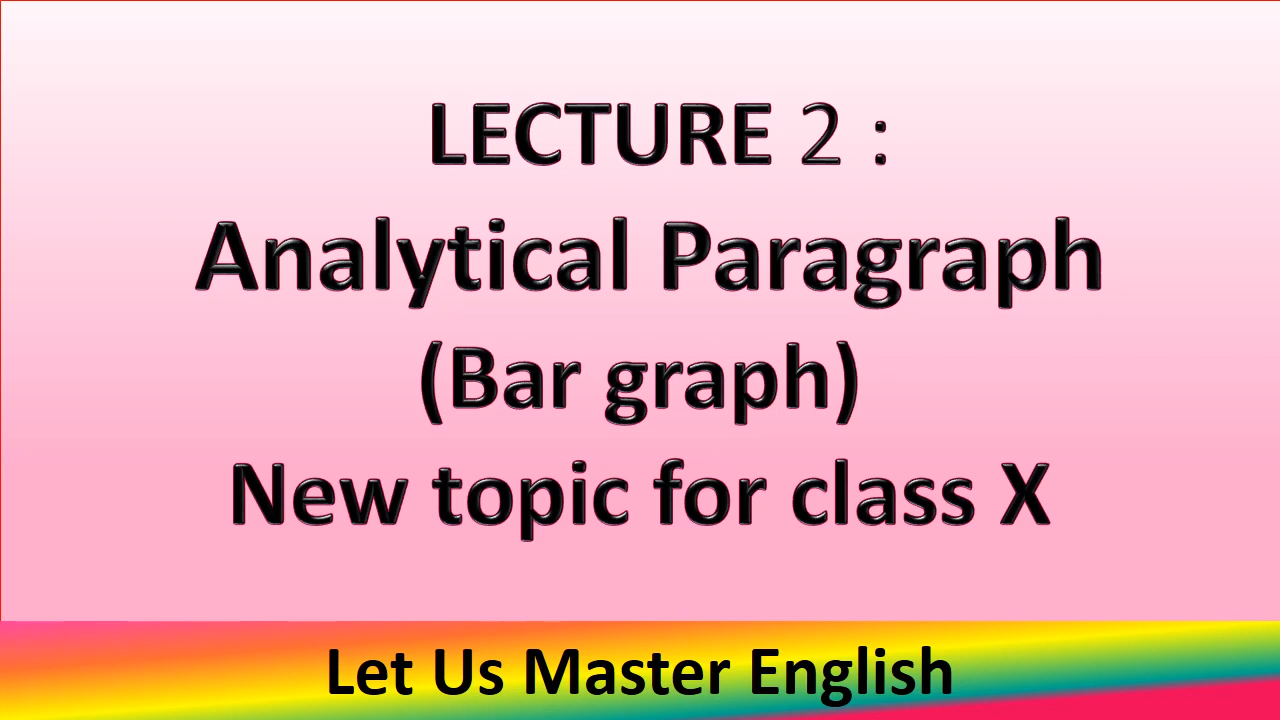 LECTURE 2 :
Analytical Paragraph
(Bar graph)
New topic for class X
Let Us Master English